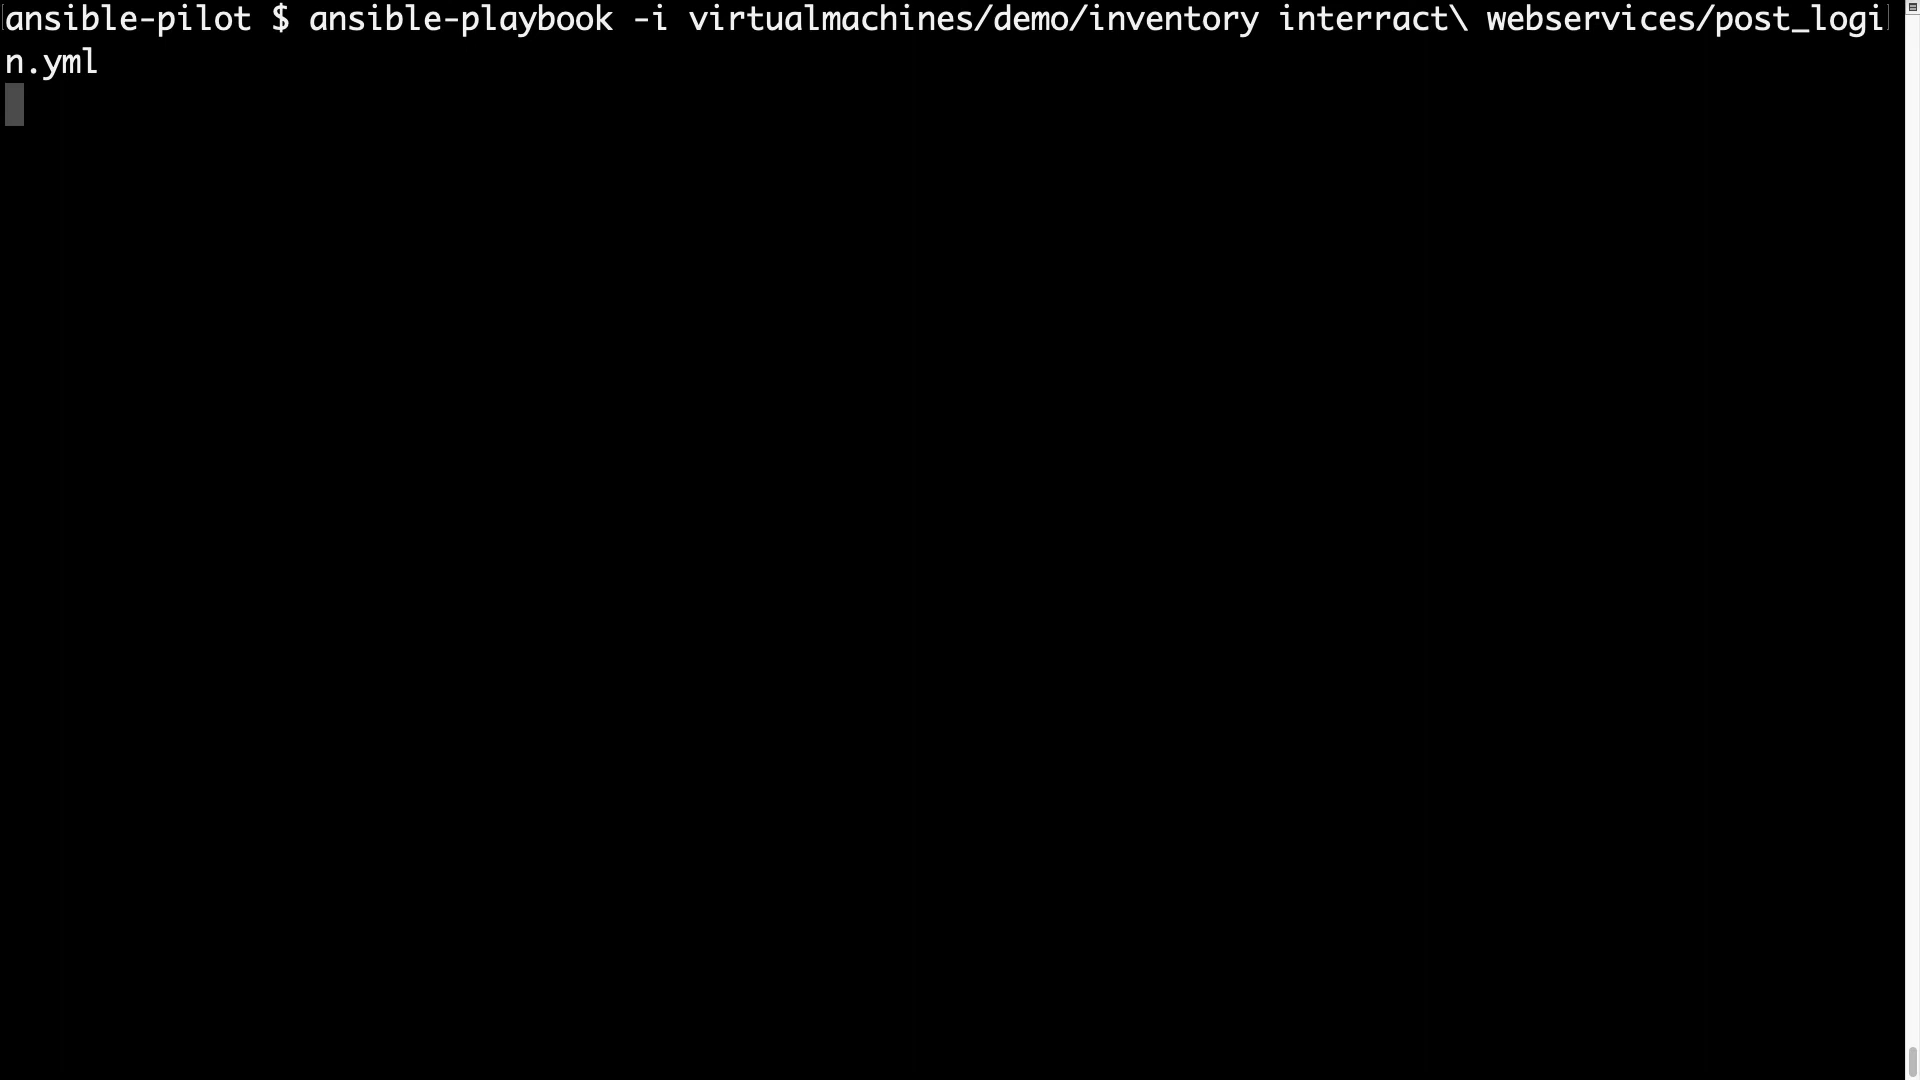 ansible-pilot $ ansible-playbook -i virtualmachines/demo/inventory interract\ webservices/post_logi
n.yml